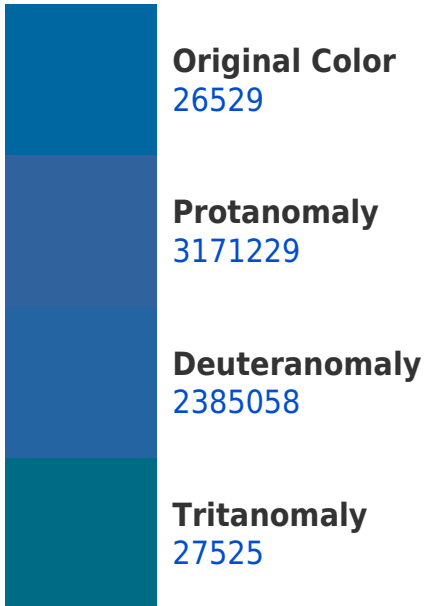 Original Color
26529
Protanomaly
3171229
Deuteranomaly
2385058
Tritanomaly
27525